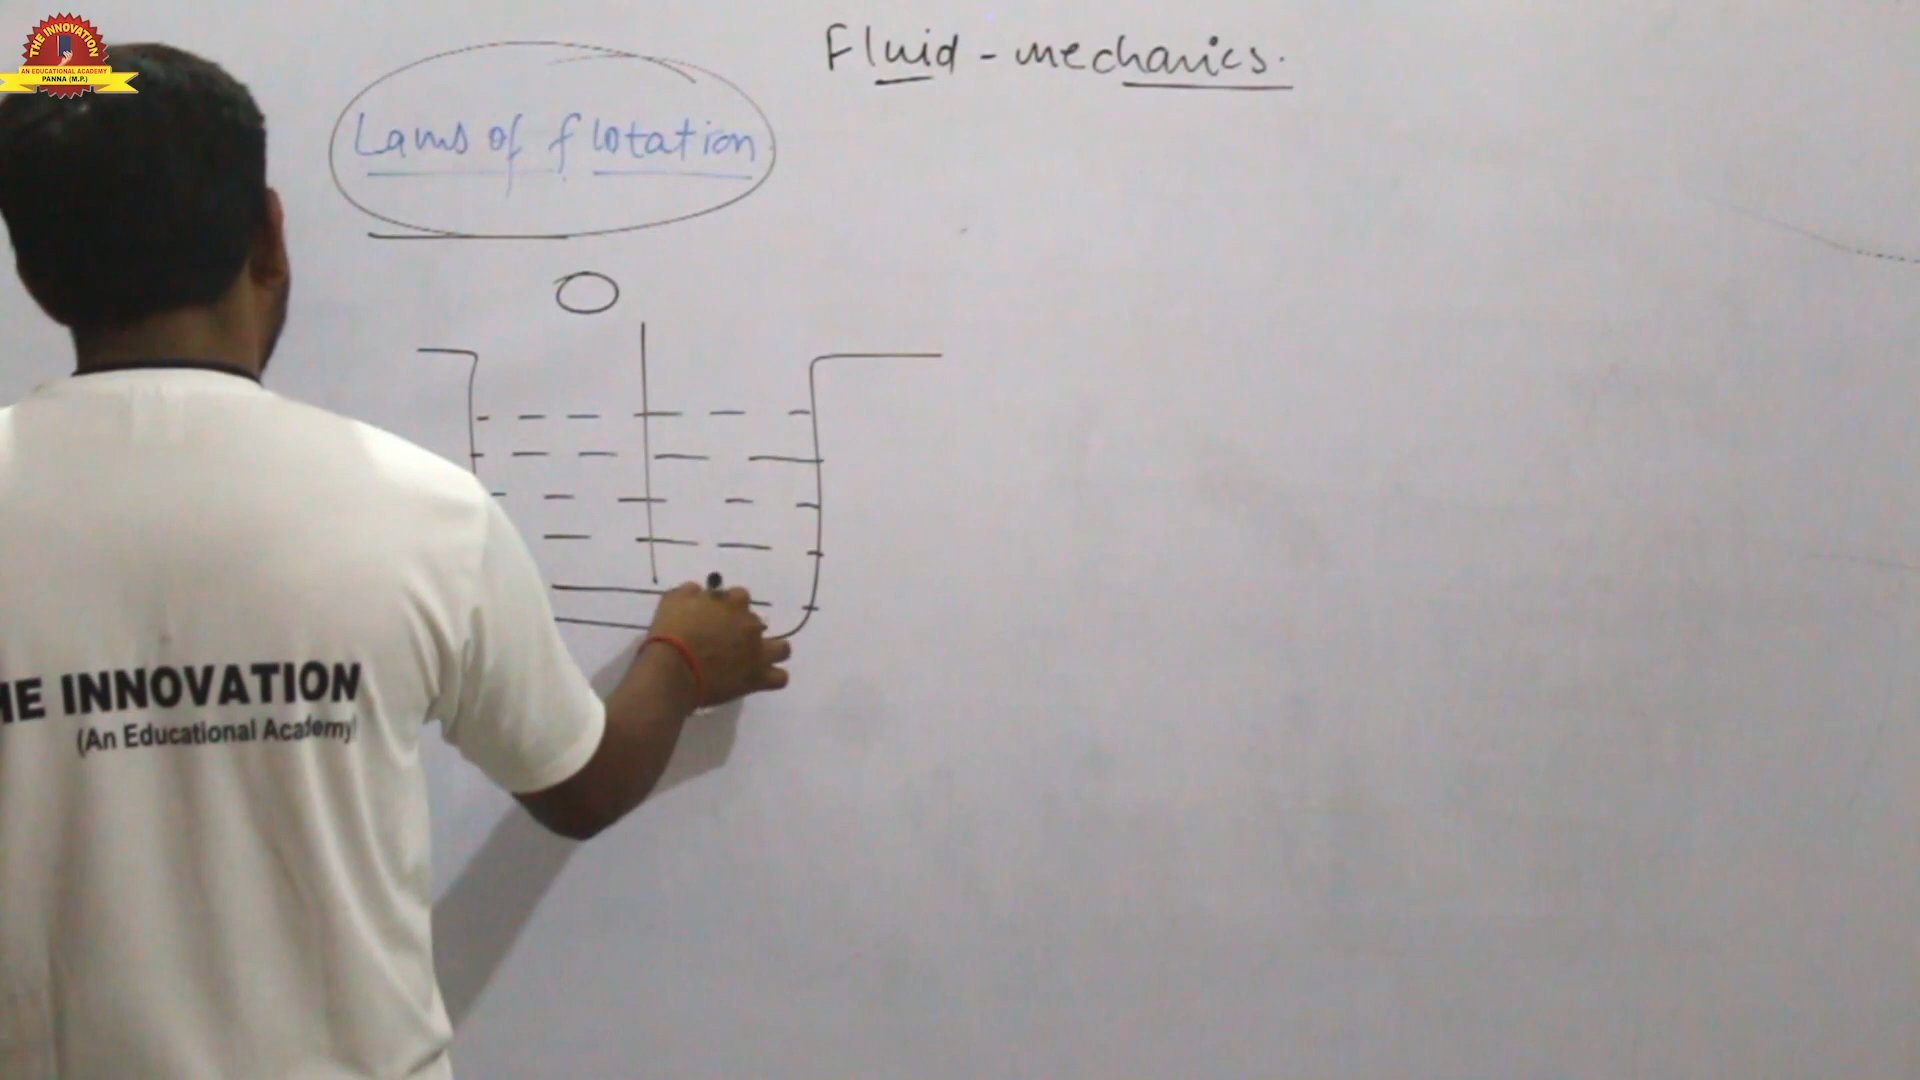 THE INNOVATION
AN EDUCATIONAL ACADEMY
PANNA (M.P.)
Fluid - mechanics.
Laws of flotation
HE INNOVATION
(An Educational Academy)